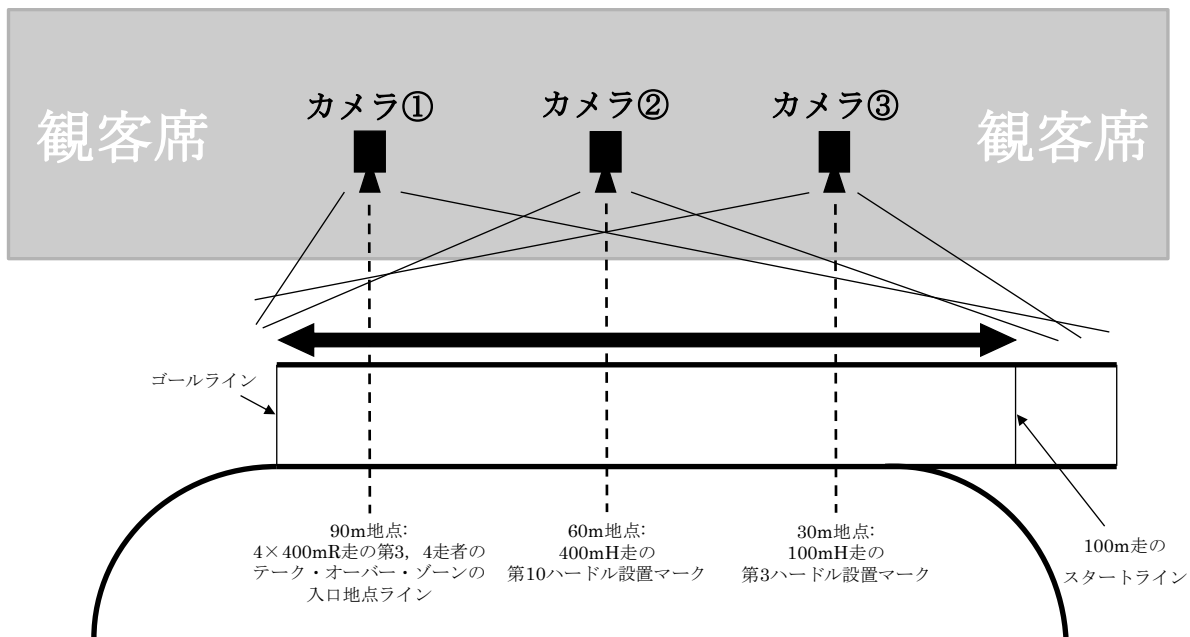 カメラ①
カメラ②
カメラ③
観客席
観客席
ゴールライン
90m地点:
4×400mR走の第3，4走者の
テーク・オーバー・ゾーンの
入口地点ライン
60m地点:
400mH走の
第10ハードル設置マーク
30m地点:
100mH走の
第3ハードル設置マーク
100m走の
スタートライン